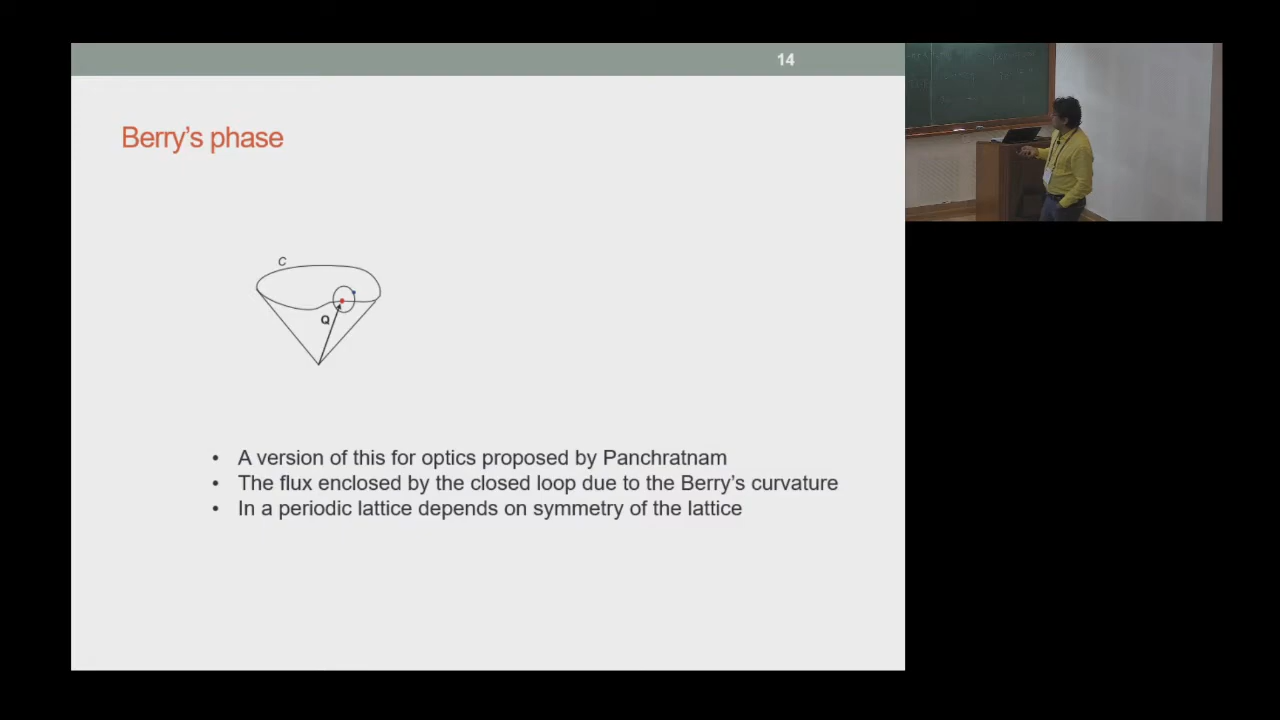 14
Berry's phase
C
Q
• A version of this for optics proposed by Panchratnam
• The flux enclosed by the closed loop due to the Berry's curvature
• In a periodic lattice depends on symmetry of the lattice